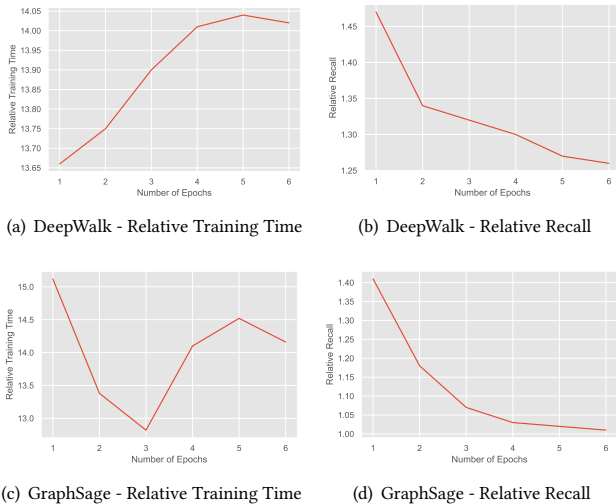 14.05
14.00
13.95
13.90
13.85
13.80
13.75
13.70
13.65
Relative Training Time
1 2 3 4 5 6
Number of Epochs
1.45
1.40
1.35
1.30
1.25
Relative Recall
1 2 3 4 5 6
Number of Epochs
(a) DeepWalk - Relative Training Time
(b) DeepWalk - Relative Recall
15.0
14.5
14.0
13.5
13.0
Relative Training Time
1 2 3 4 5 6
Number of Epochs
1.40
1.35
1.30
1.25
1.20
1.15
1.10
1.05
1.00
Relative Recall
1 2 3 4 5 6
Number of Epochs
(c) GraphSage - Relative Training Time
(d) GraphSage - Relative Recall